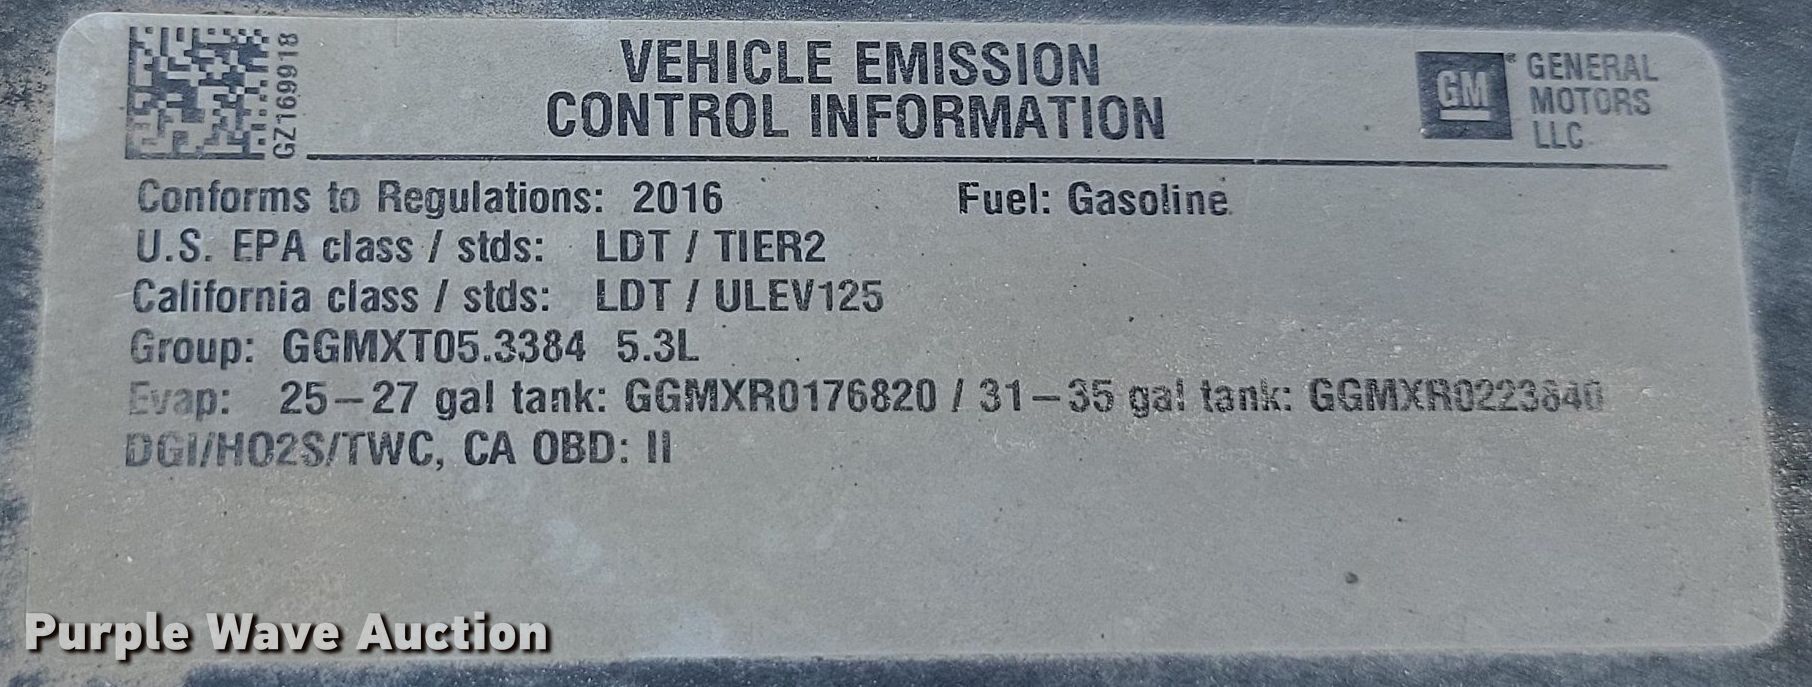 GZ169918
VEHICLE EMISSION
CONTROL INFORMATION
GM
GENERAL
MOTORS
LLC.
Conforms to Regulations: 2016 Fuel: Gasoline
U.S. EPA class / stds: LDT / TIER2
California class / stds: LDT / ULEV125
Group: GGMXT05.3384 5.3L
Evap: 25–27 gal tank: GGMXR0176820 / 31–35 gal tank: GGMXR0223840
DGI/HO2S/TWC, CA OBD: II
Purple Wave Auction